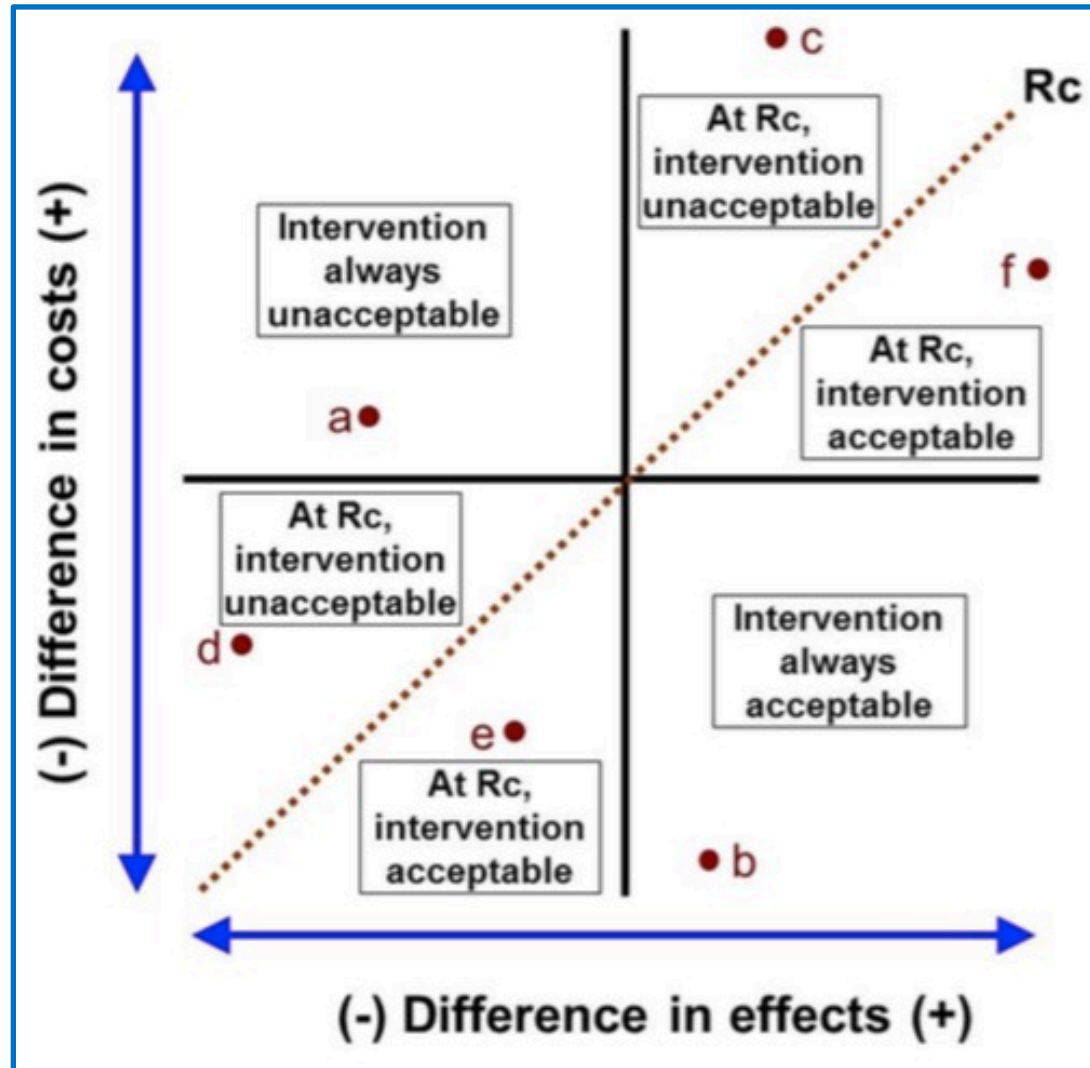 c
Rc
At Rc,
intervention
unacceptable
Intervention
always
unacceptable
f
At Rc,
intervention
acceptable
a
At Rc,
intervention
unacceptable
d
Intervention
always
acceptable
e
At Rc,
intervention
acceptable
b
(-) Difference in costs (+)
(-) Difference in effects (+)